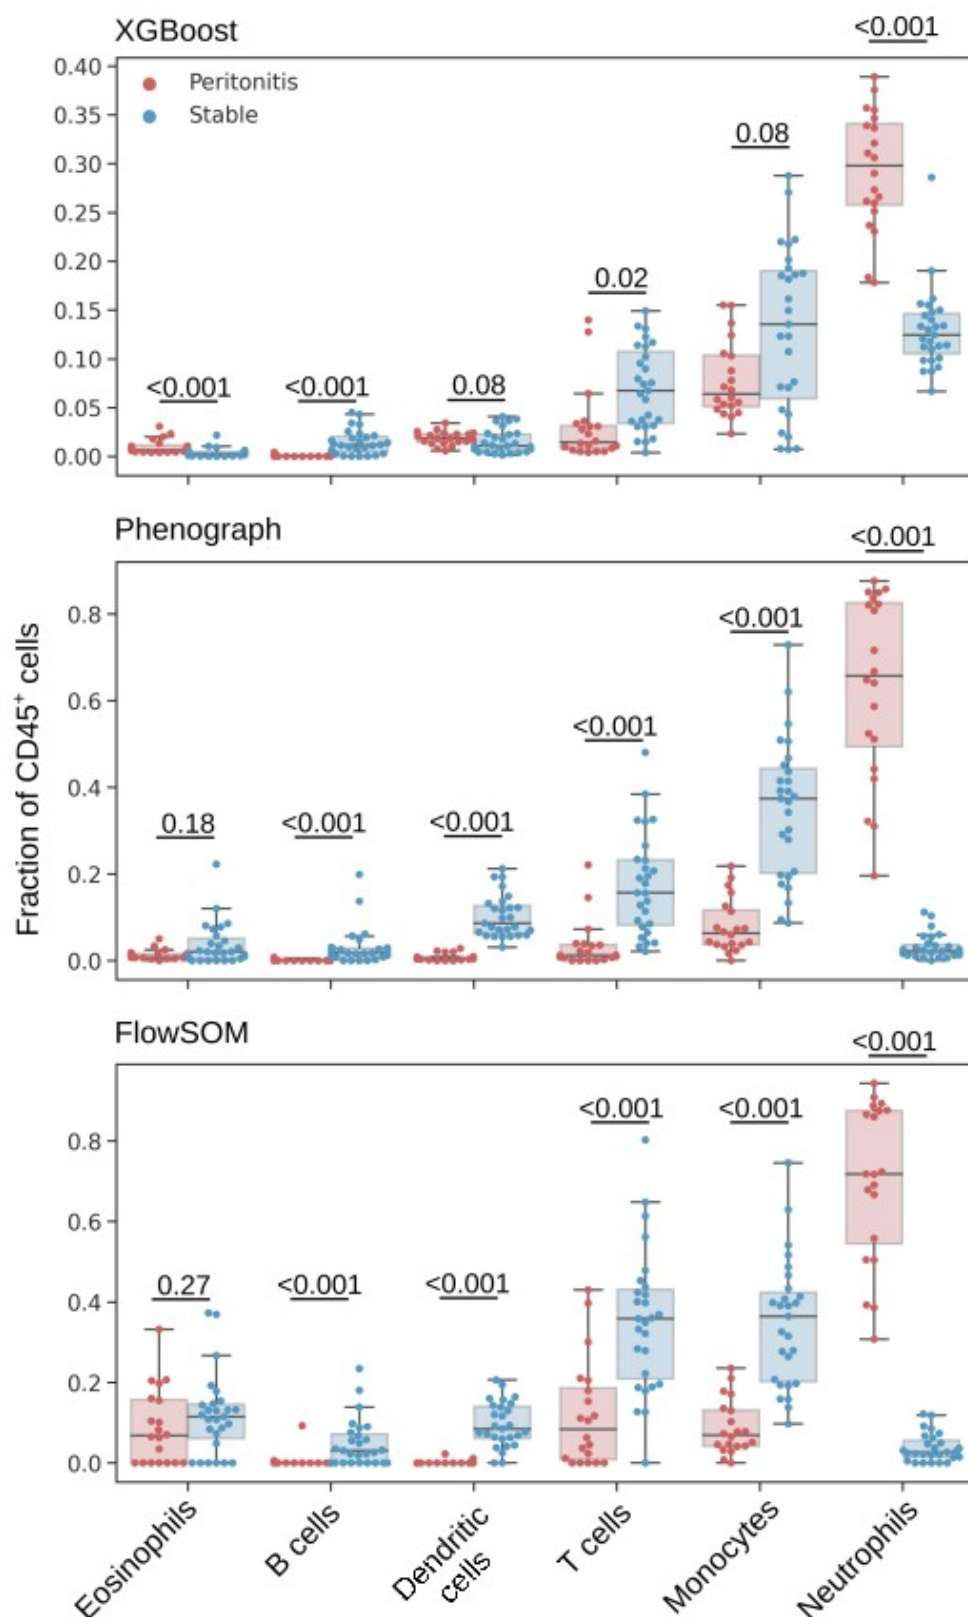 XGBoost
<0.001
0.40
Peritonitis
0.35
Stable
0.08
0.30
0.25
0.02
0.20
0.15
<0.001 <0.001 0.08
0.10
0.05
0.00
Phenograph
<0.001
0.8
<0.001
0.6
<0.001
0.4
0.18 <0.001 <0.001
0.2
0.0
Fraction of CD45+ cells
FlowSOM
<0.001
<0.001 <0.001
0.8
0.6
0.27 <0.001 <0.001
0.4
0.2
0.0
Eosinophils
B cells
Dendritic
cells
T cells
Monocytes
Neutrophils